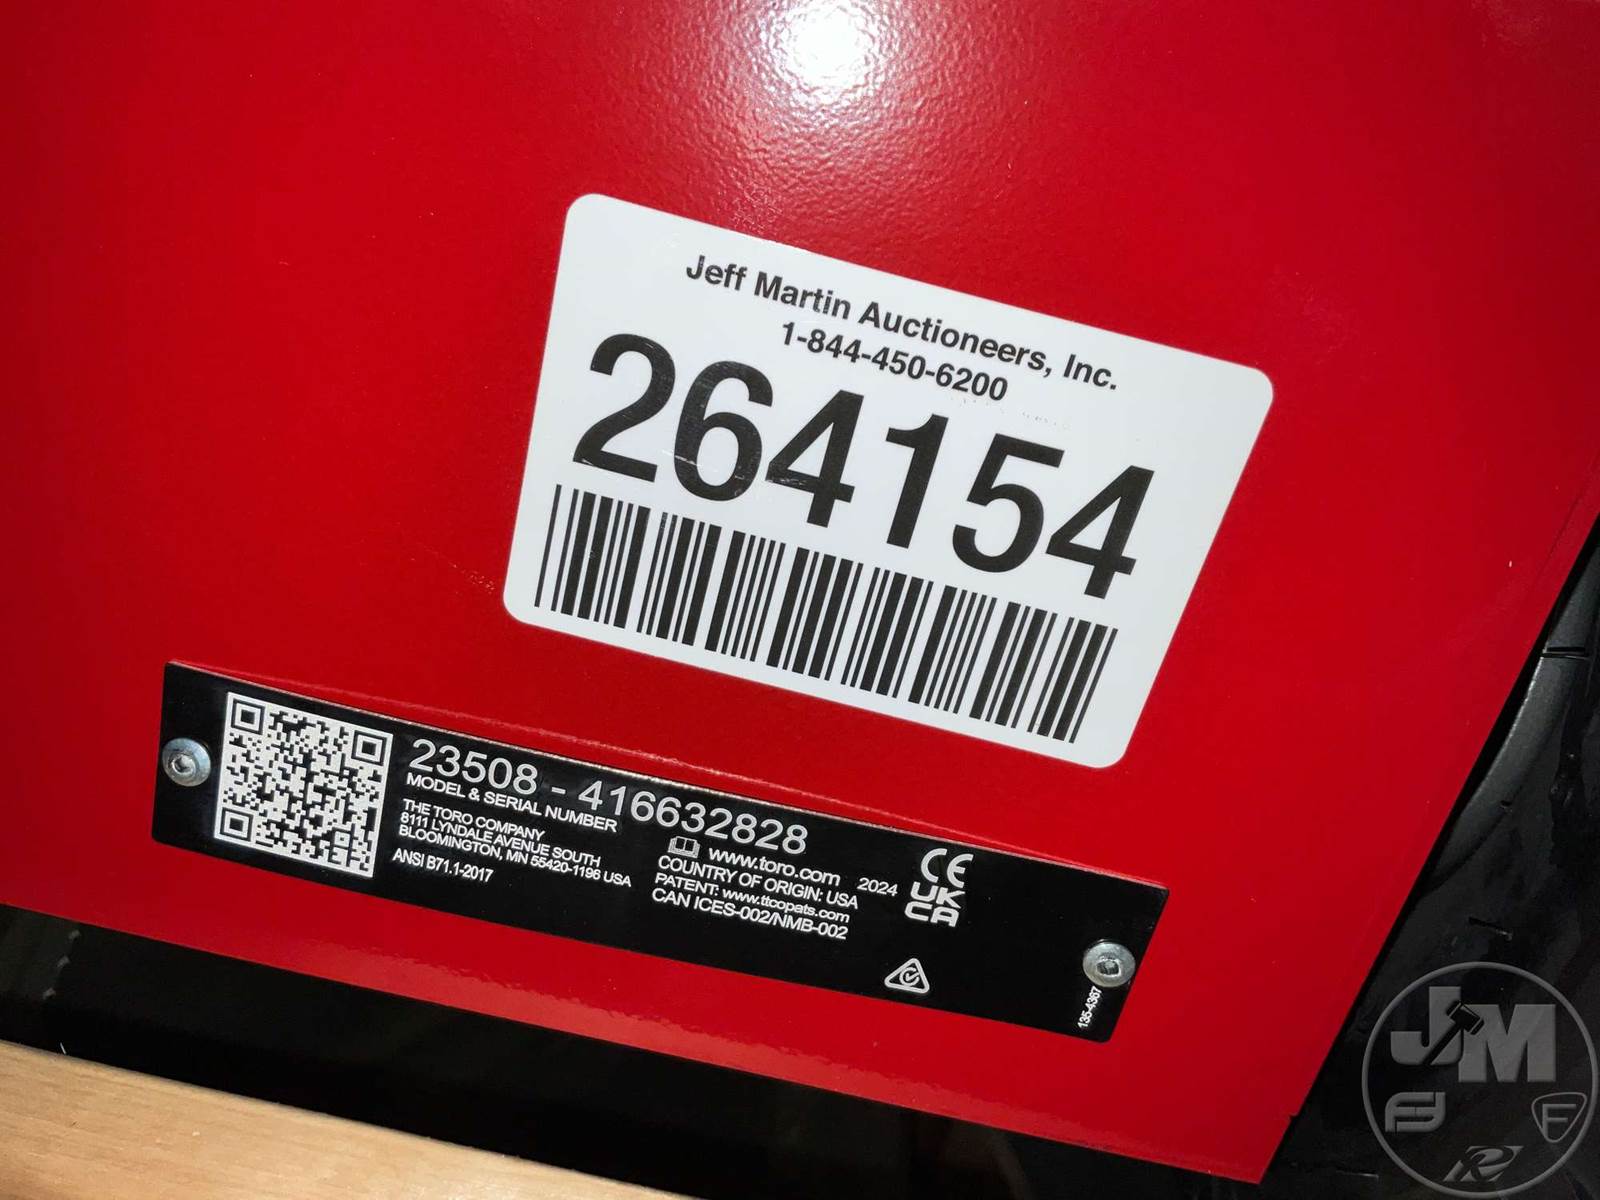 Jeff Martin Auctioneers, Inc.
1-844-450-6200
264154
23508 - 416632828
MODEL & SERIAL NUMBER
THE TORO COMPANY
8111 LYNDALE AVENUE SOUTH
BLOOMINGTON, MN 55420-1196 USA
ANSI B71.1-2017
www.toro.com
COUNTRY OF ORIGIN: USA
PATENT: www.ttcopats.com
CAN ICES-002/NMB-002
2024
CE
UK
CA
135-4367
JM
F